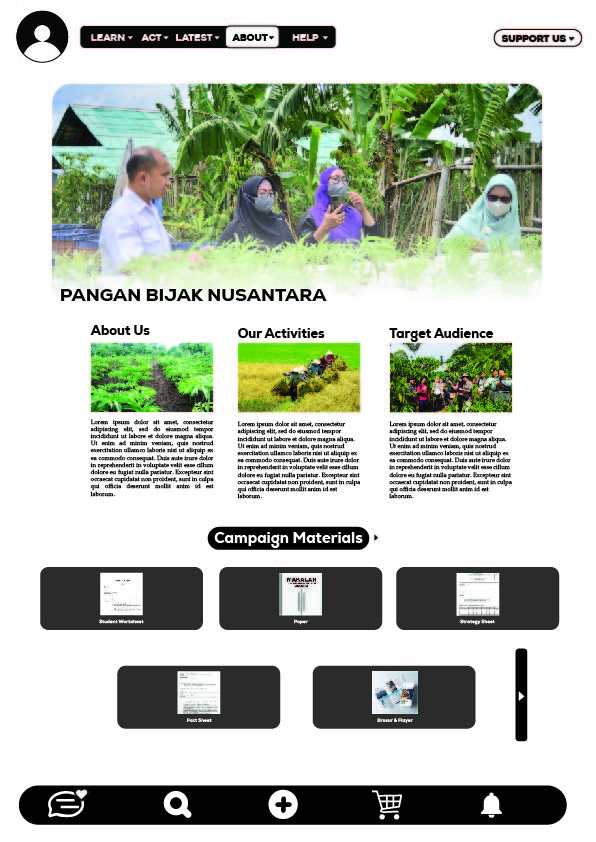 LEARN ACT LATEST ABOUT HELP SUPPORT US
PANGAN BIJAK NUSANTARA
About Us
Lorem ipsum dolor sit amet, consectetur
adipiscing elit, sed do eiusmod tempor
incididunt ut labore et dolore magna aliqua.
Ut enim ad minim veniam, quis nostrud
exercitation ullamco laboris nisi ut aliquip ex
ea commodo consequat. Duis aute irure dolor
in reprehenderit in voluptate velit esse cillum
dolore eu fugiat nulla pariatur. Excepteur sint
occaecat cupidatat non proident, sunt in culpa
qui officia deserunt mollit anim id est
laborum.
Our Activities
Lorem ipsum dolor sit amet, consectetur
adipiscing elit, sed do eiusmod tempor
incididunt ut labore et dolore magna aliqua.
Ut enim ad minim veniam, quis nostrud
exercitation ullamco laboris nisi ut aliquip ex
ea commodo consequat. Duis aute irure dolor
in reprehenderit in voluptate velit esse cillum
dolore eu fugiat nulla pariatur. Excepteur sint
occaecat cupidatat non proident, sunt in culpa
qui officia deserunt mollit anim id est
laborum.
Target Audience
Lorem ipsum dolor sit amet, consectetur
adipiscing elit, sed do eiusmod tempor
incididunt ut labore et dolore magna aliqua.
Ut enim ad minim veniam, quis nostrud
exercitation ullamco laboris nisi ut aliquip ex
ea commodo consequat. Duis aute irure dolor
in reprehenderit in voluptate velit esse cillum
dolore eu fugiat nulla pariatur. Excepteur sint
occaecat cupidatat non proident, sunt in culpa
qui officia deserunt mollit anim id est
laborum.
Campaign Materials
Student Worksheet
MAKALAH
Paper
Strategy Sheet
Fact Sheet
Brosur & Flayer